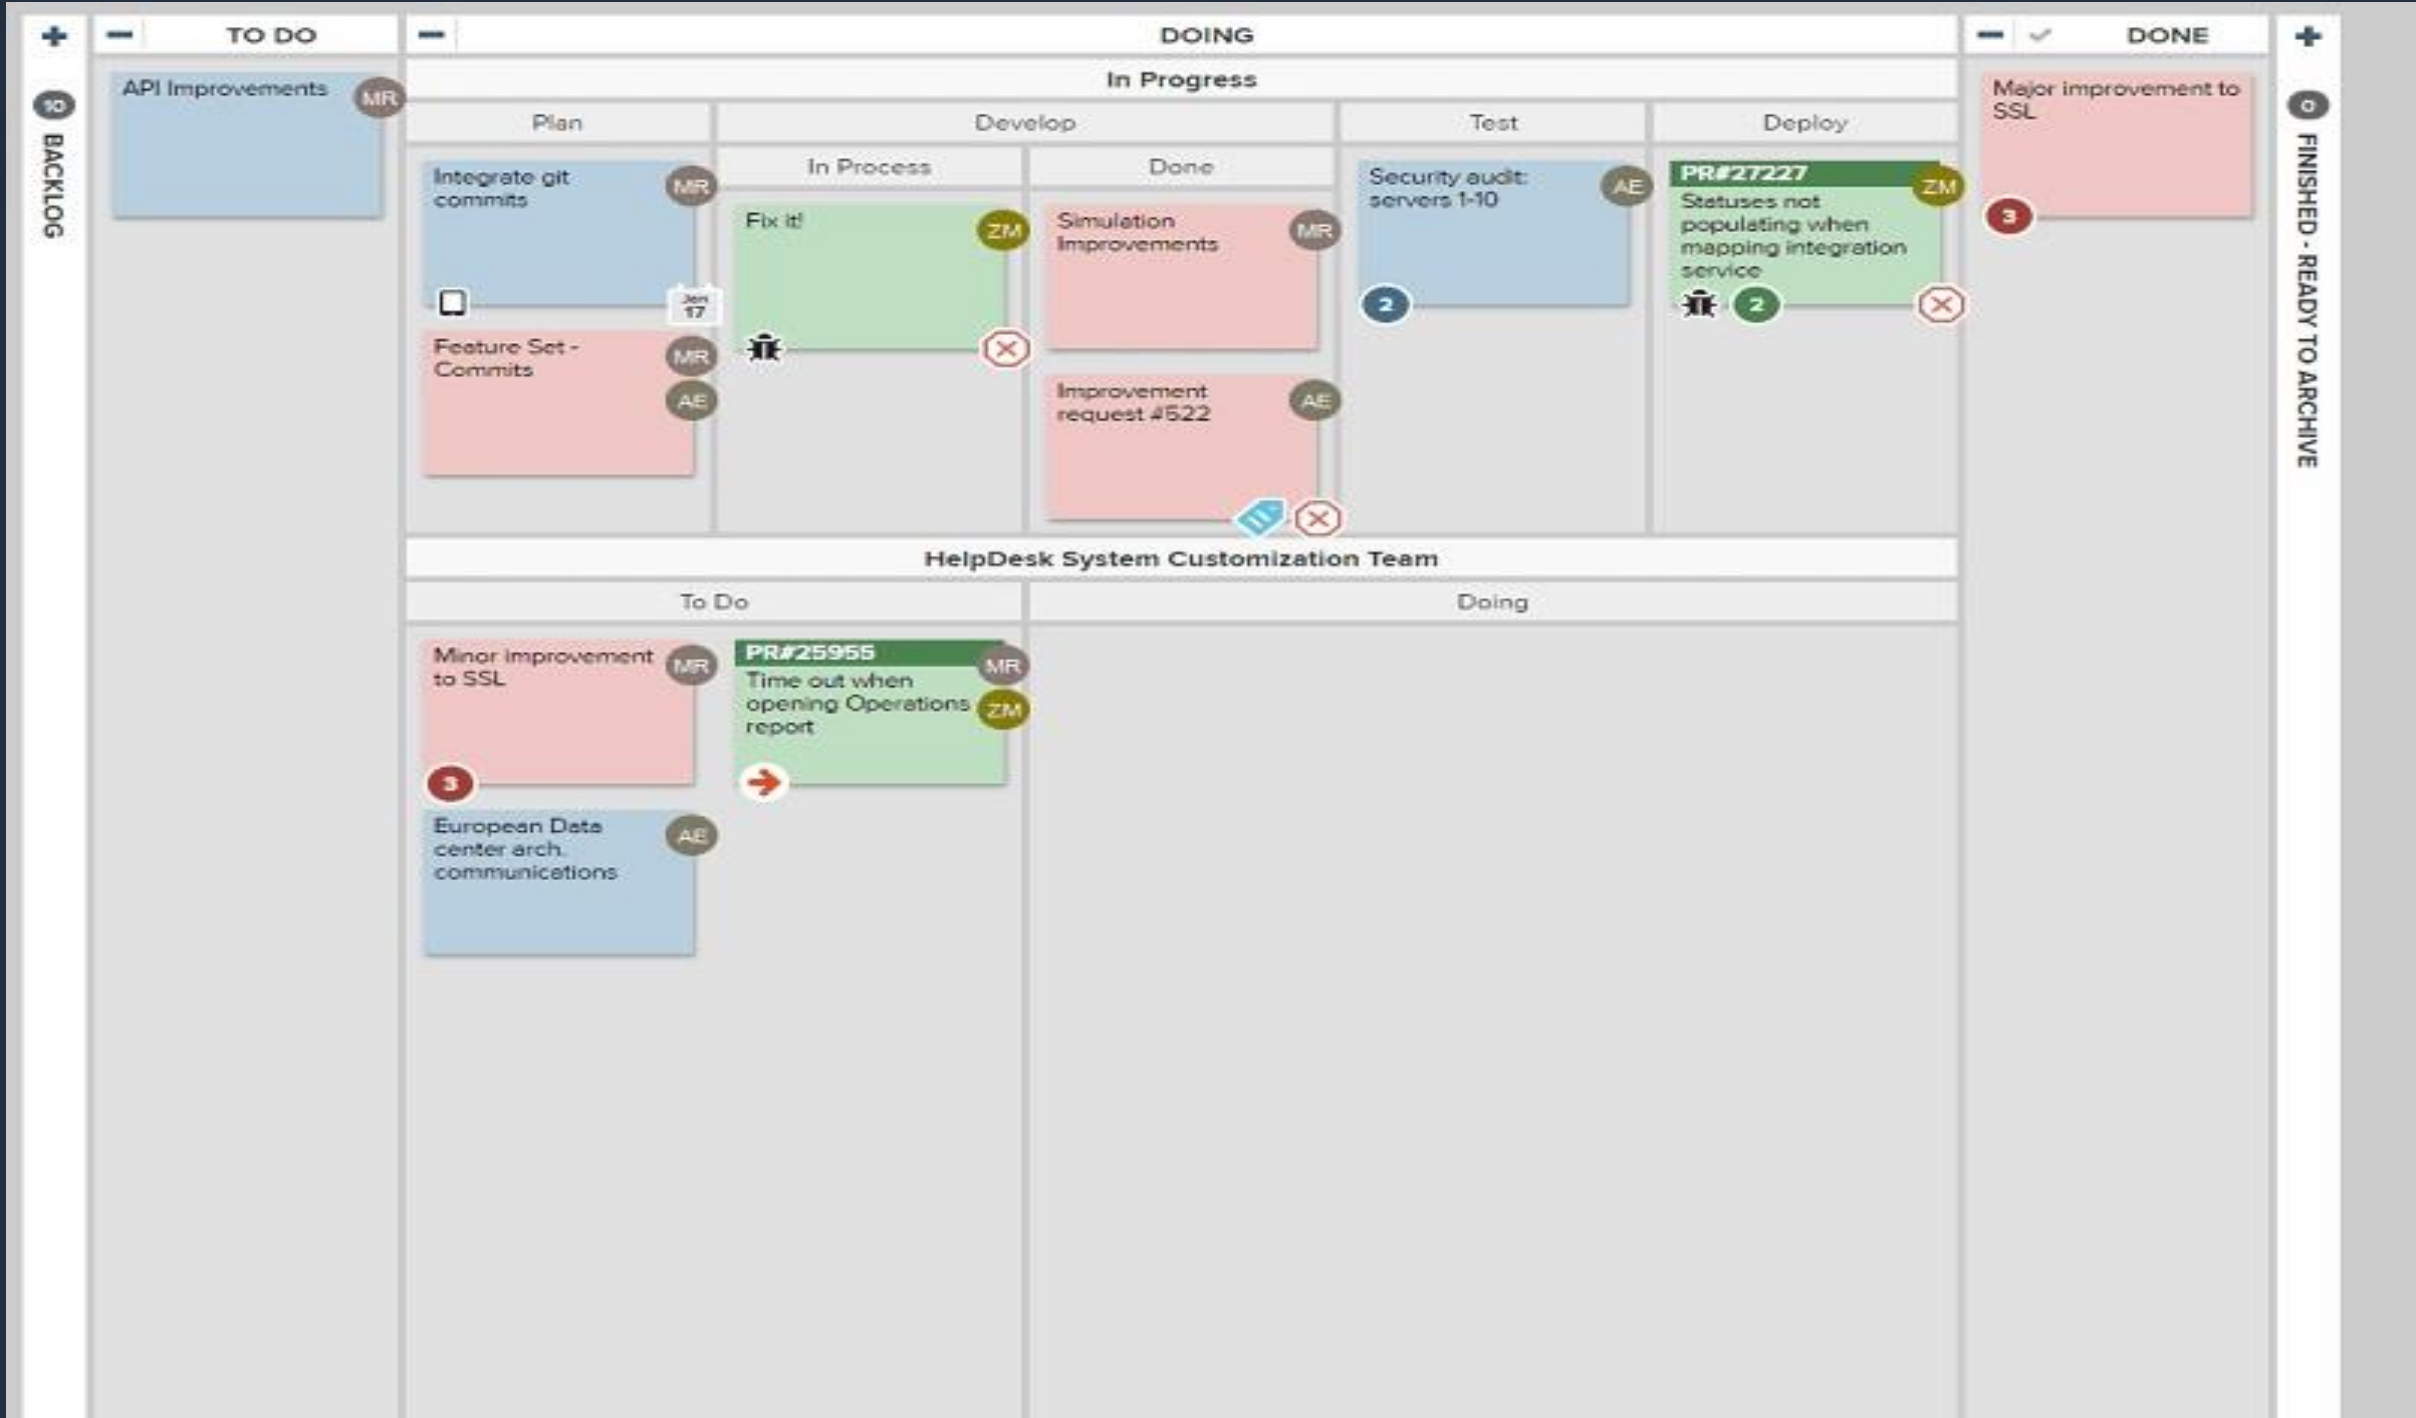 TO DO
DOING
DONE
10
BACKLOG
API Improvements
MR
In Progress
Plan
Develop
Test
Deploy
In Process
Done
Integrate git
commits
MR
Jan
17
Feature Set -
Commits
MR
AE
Fix it!
ZM
Simulation
Improvements
MR
Improvement
request #522
AE
Security audit:
servers 1-10
AE
2
PR#27227
ZM
Statuses not
populating when
mapping integration
service
2
Major improvement to
SSL
3
0
FINISHED - READY TO ARCHIVE
HelpDesk System Customization Team
To Do
Doing
Minor improvement
to SSL
MR
3
PR#25955
MR
Time out when
opening Operations
report
ZM
European Data
center arch.
communications
AE